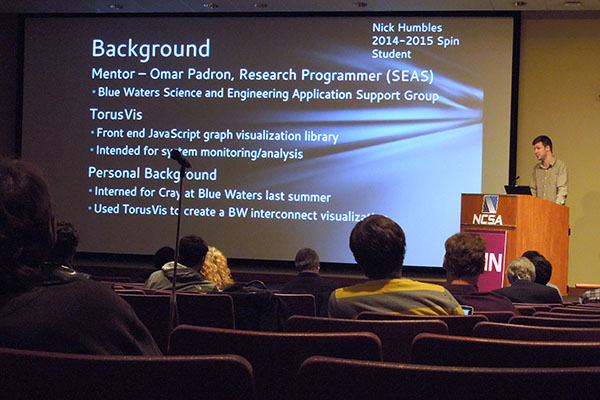 Nick Humbles
2014-2015 Spin
Student
Background
Mentor – Omar Padron, Research Programmer (SEAS)
• Blue Waters Science and Engineering Application Support Group
TorusVis
• Front end JavaScript graph visualization library
• Intended for system monitoring/analysis
Personal Background
• Interned for Cray at Blue Waters last summer
• Used TorusVis to create a BW interconnect
NCSA